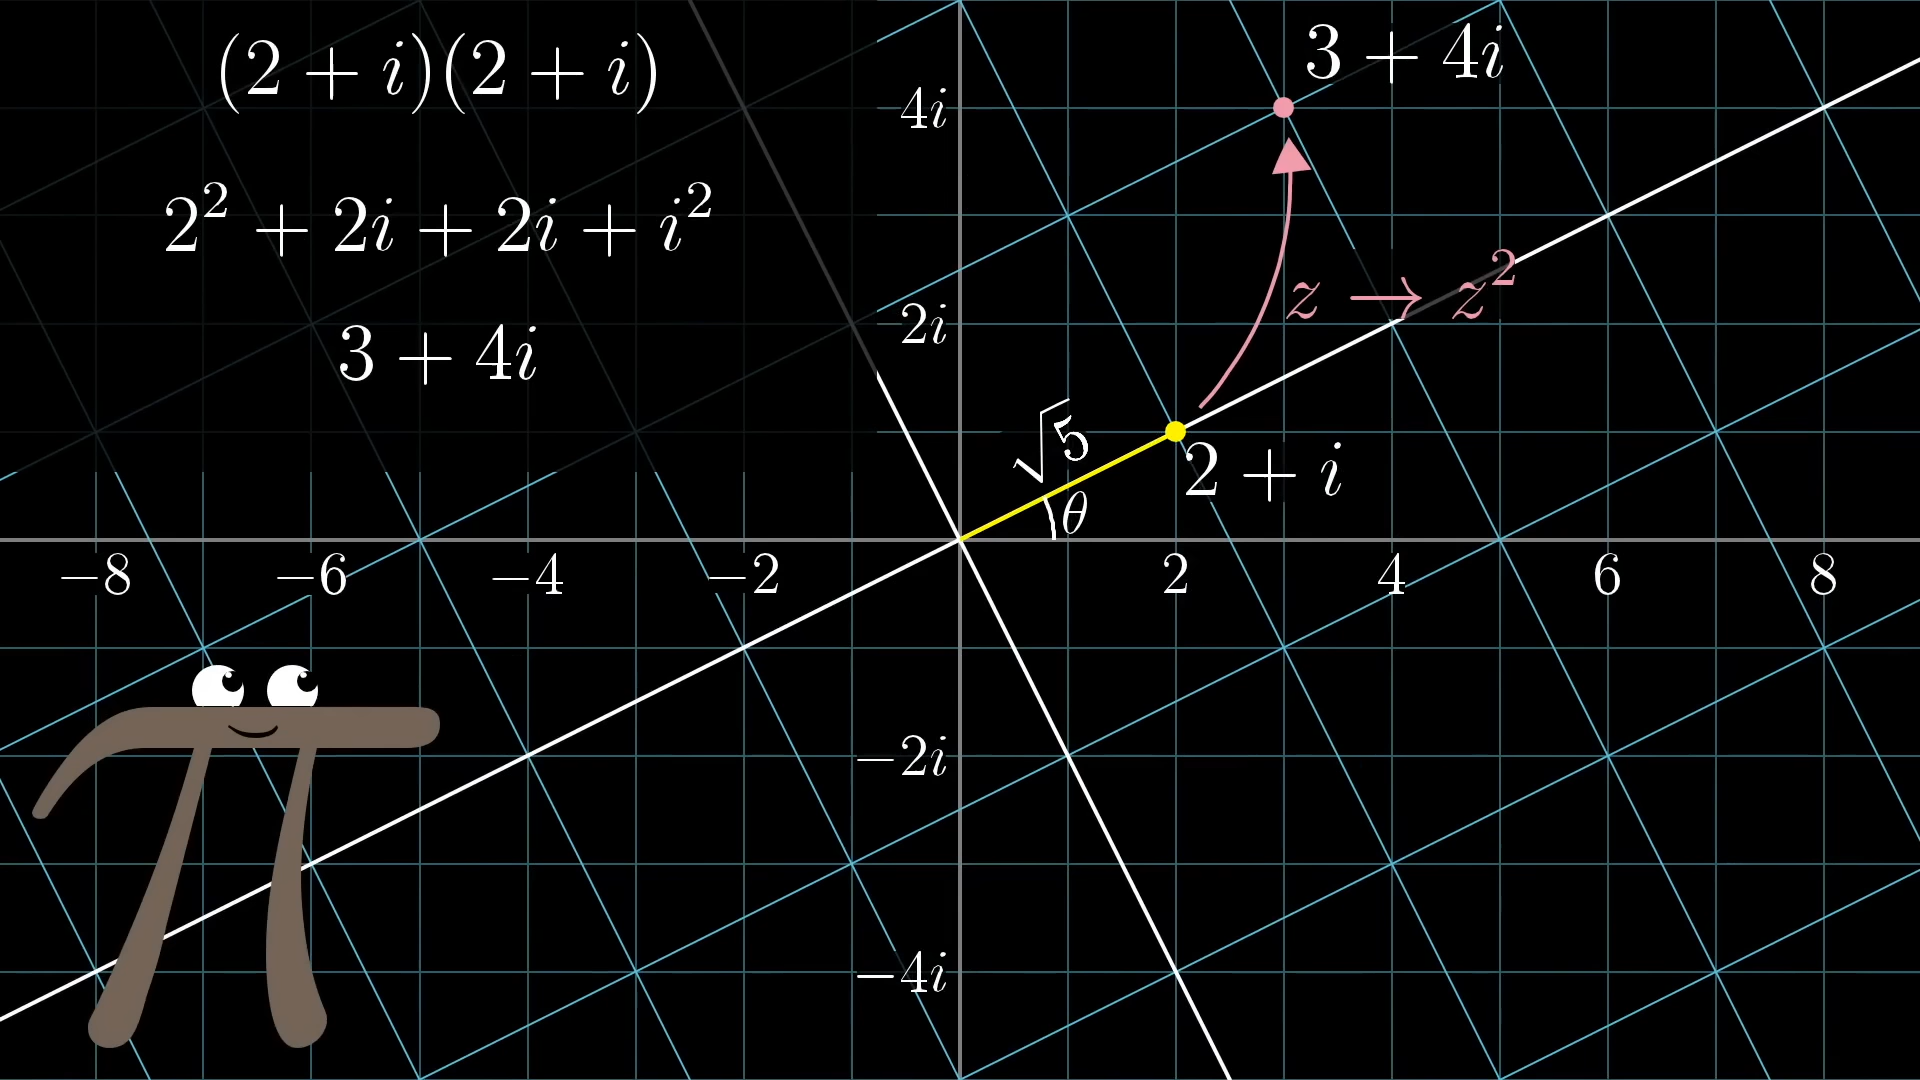 (2 + i)(2 + i)
2² + 2i + 2i + i²
3 + 4i
3 + 4i
4i
z → z²
2i
√5
2 + i
θ
−8 −6 −4 −2 2 4 6 8
−2i
−4i